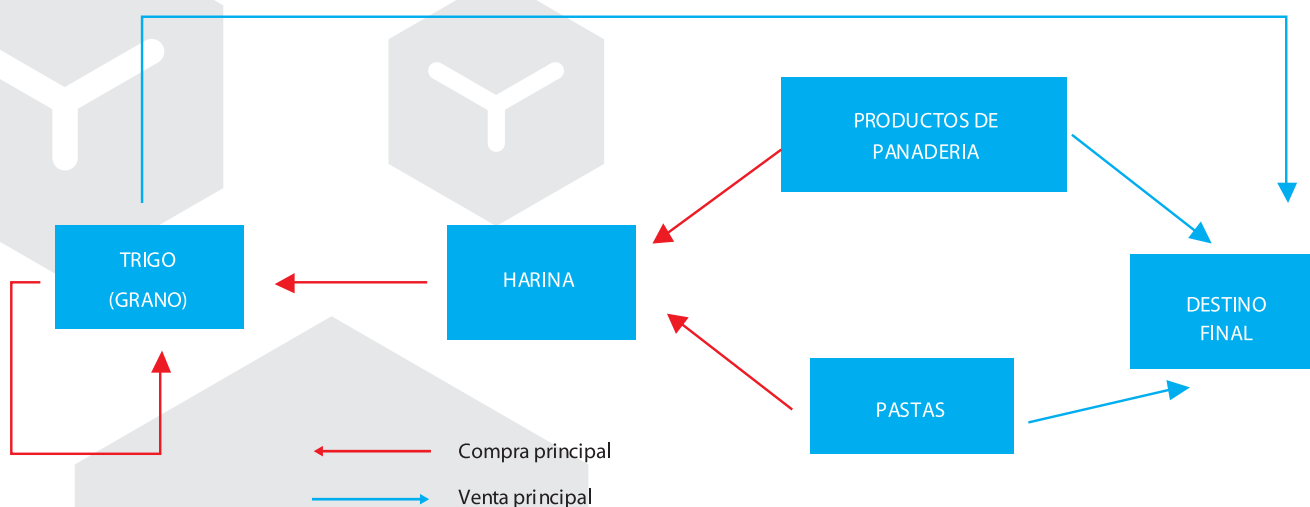 PRODUCTOS DE
PANADERIA
TRIGO
(GRANO)
HARINA
DESTINO
FINAL
PASTAS
Compra principal
Venta principal